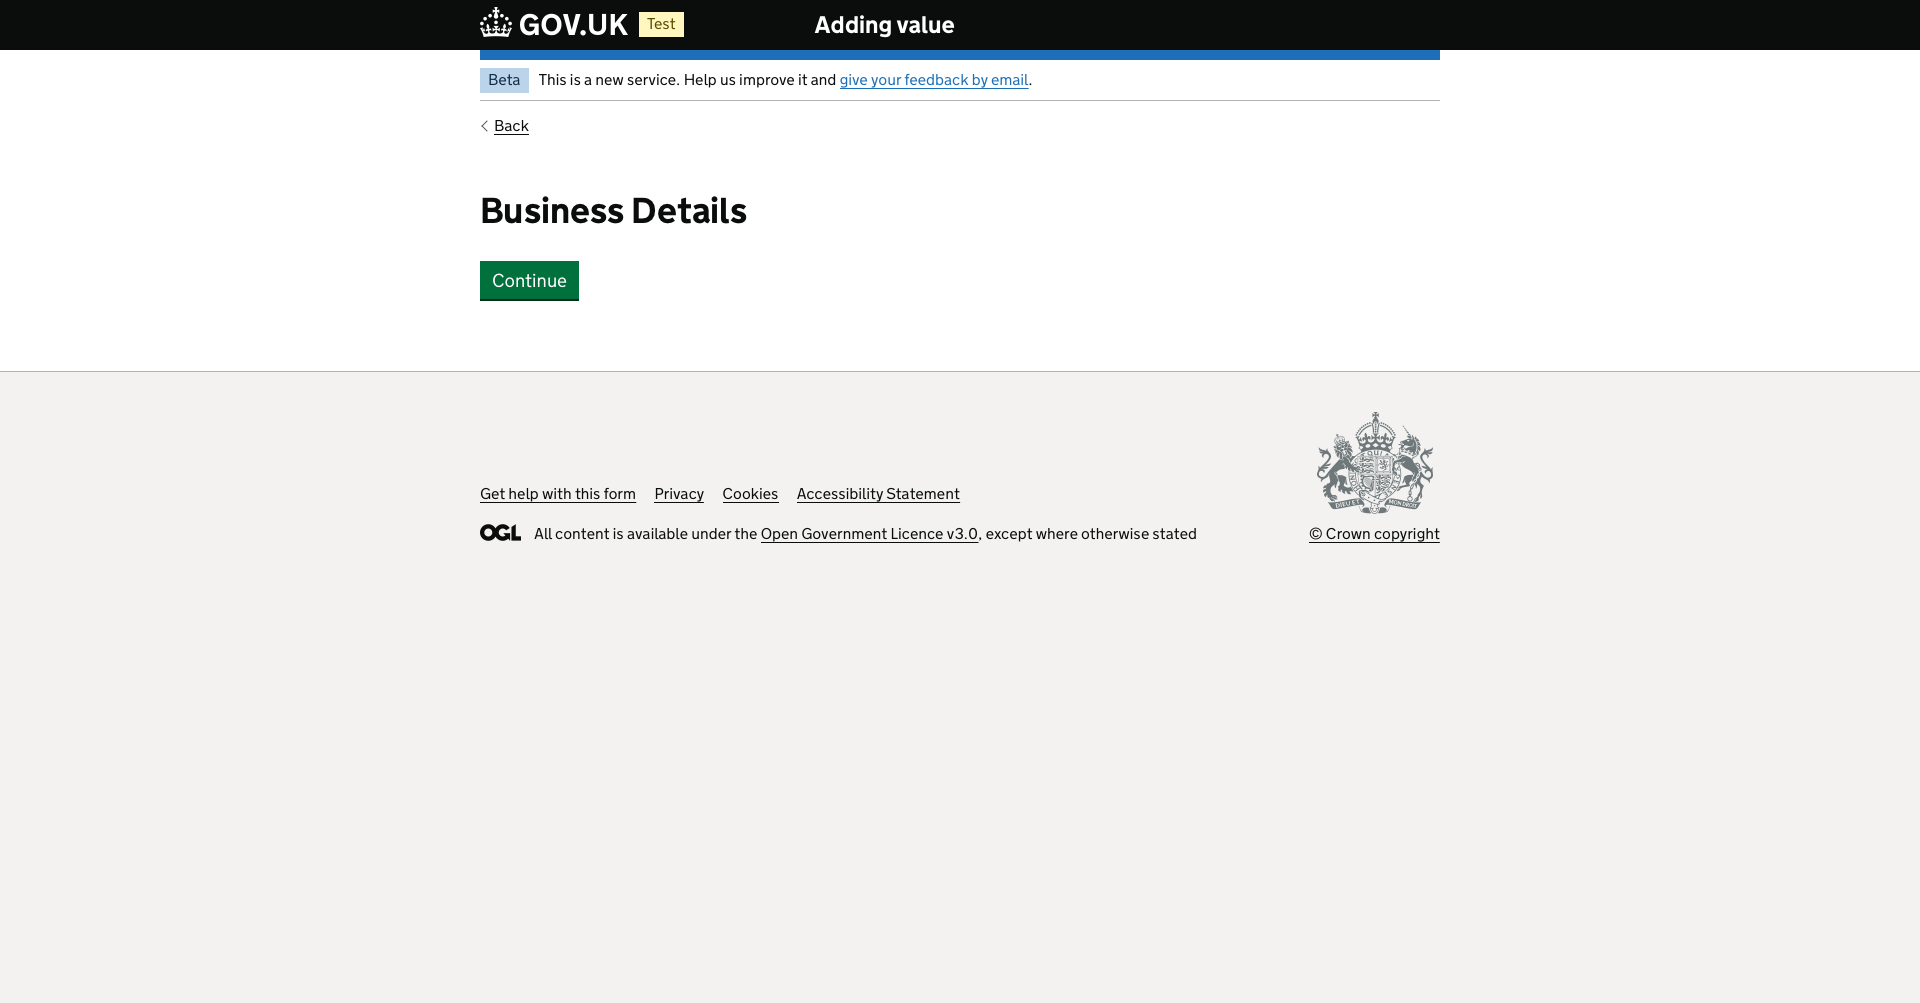 GOV.UK Test Adding value
Beta This is a new service. Help us improve it and give your feedback by email.
Back
Business Details
Continue
Get help with this form Privacy Cookies Accessibility Statement
OGL All content is available under the Open Government Licence v3.0, except where otherwise stated
© Crown copyright